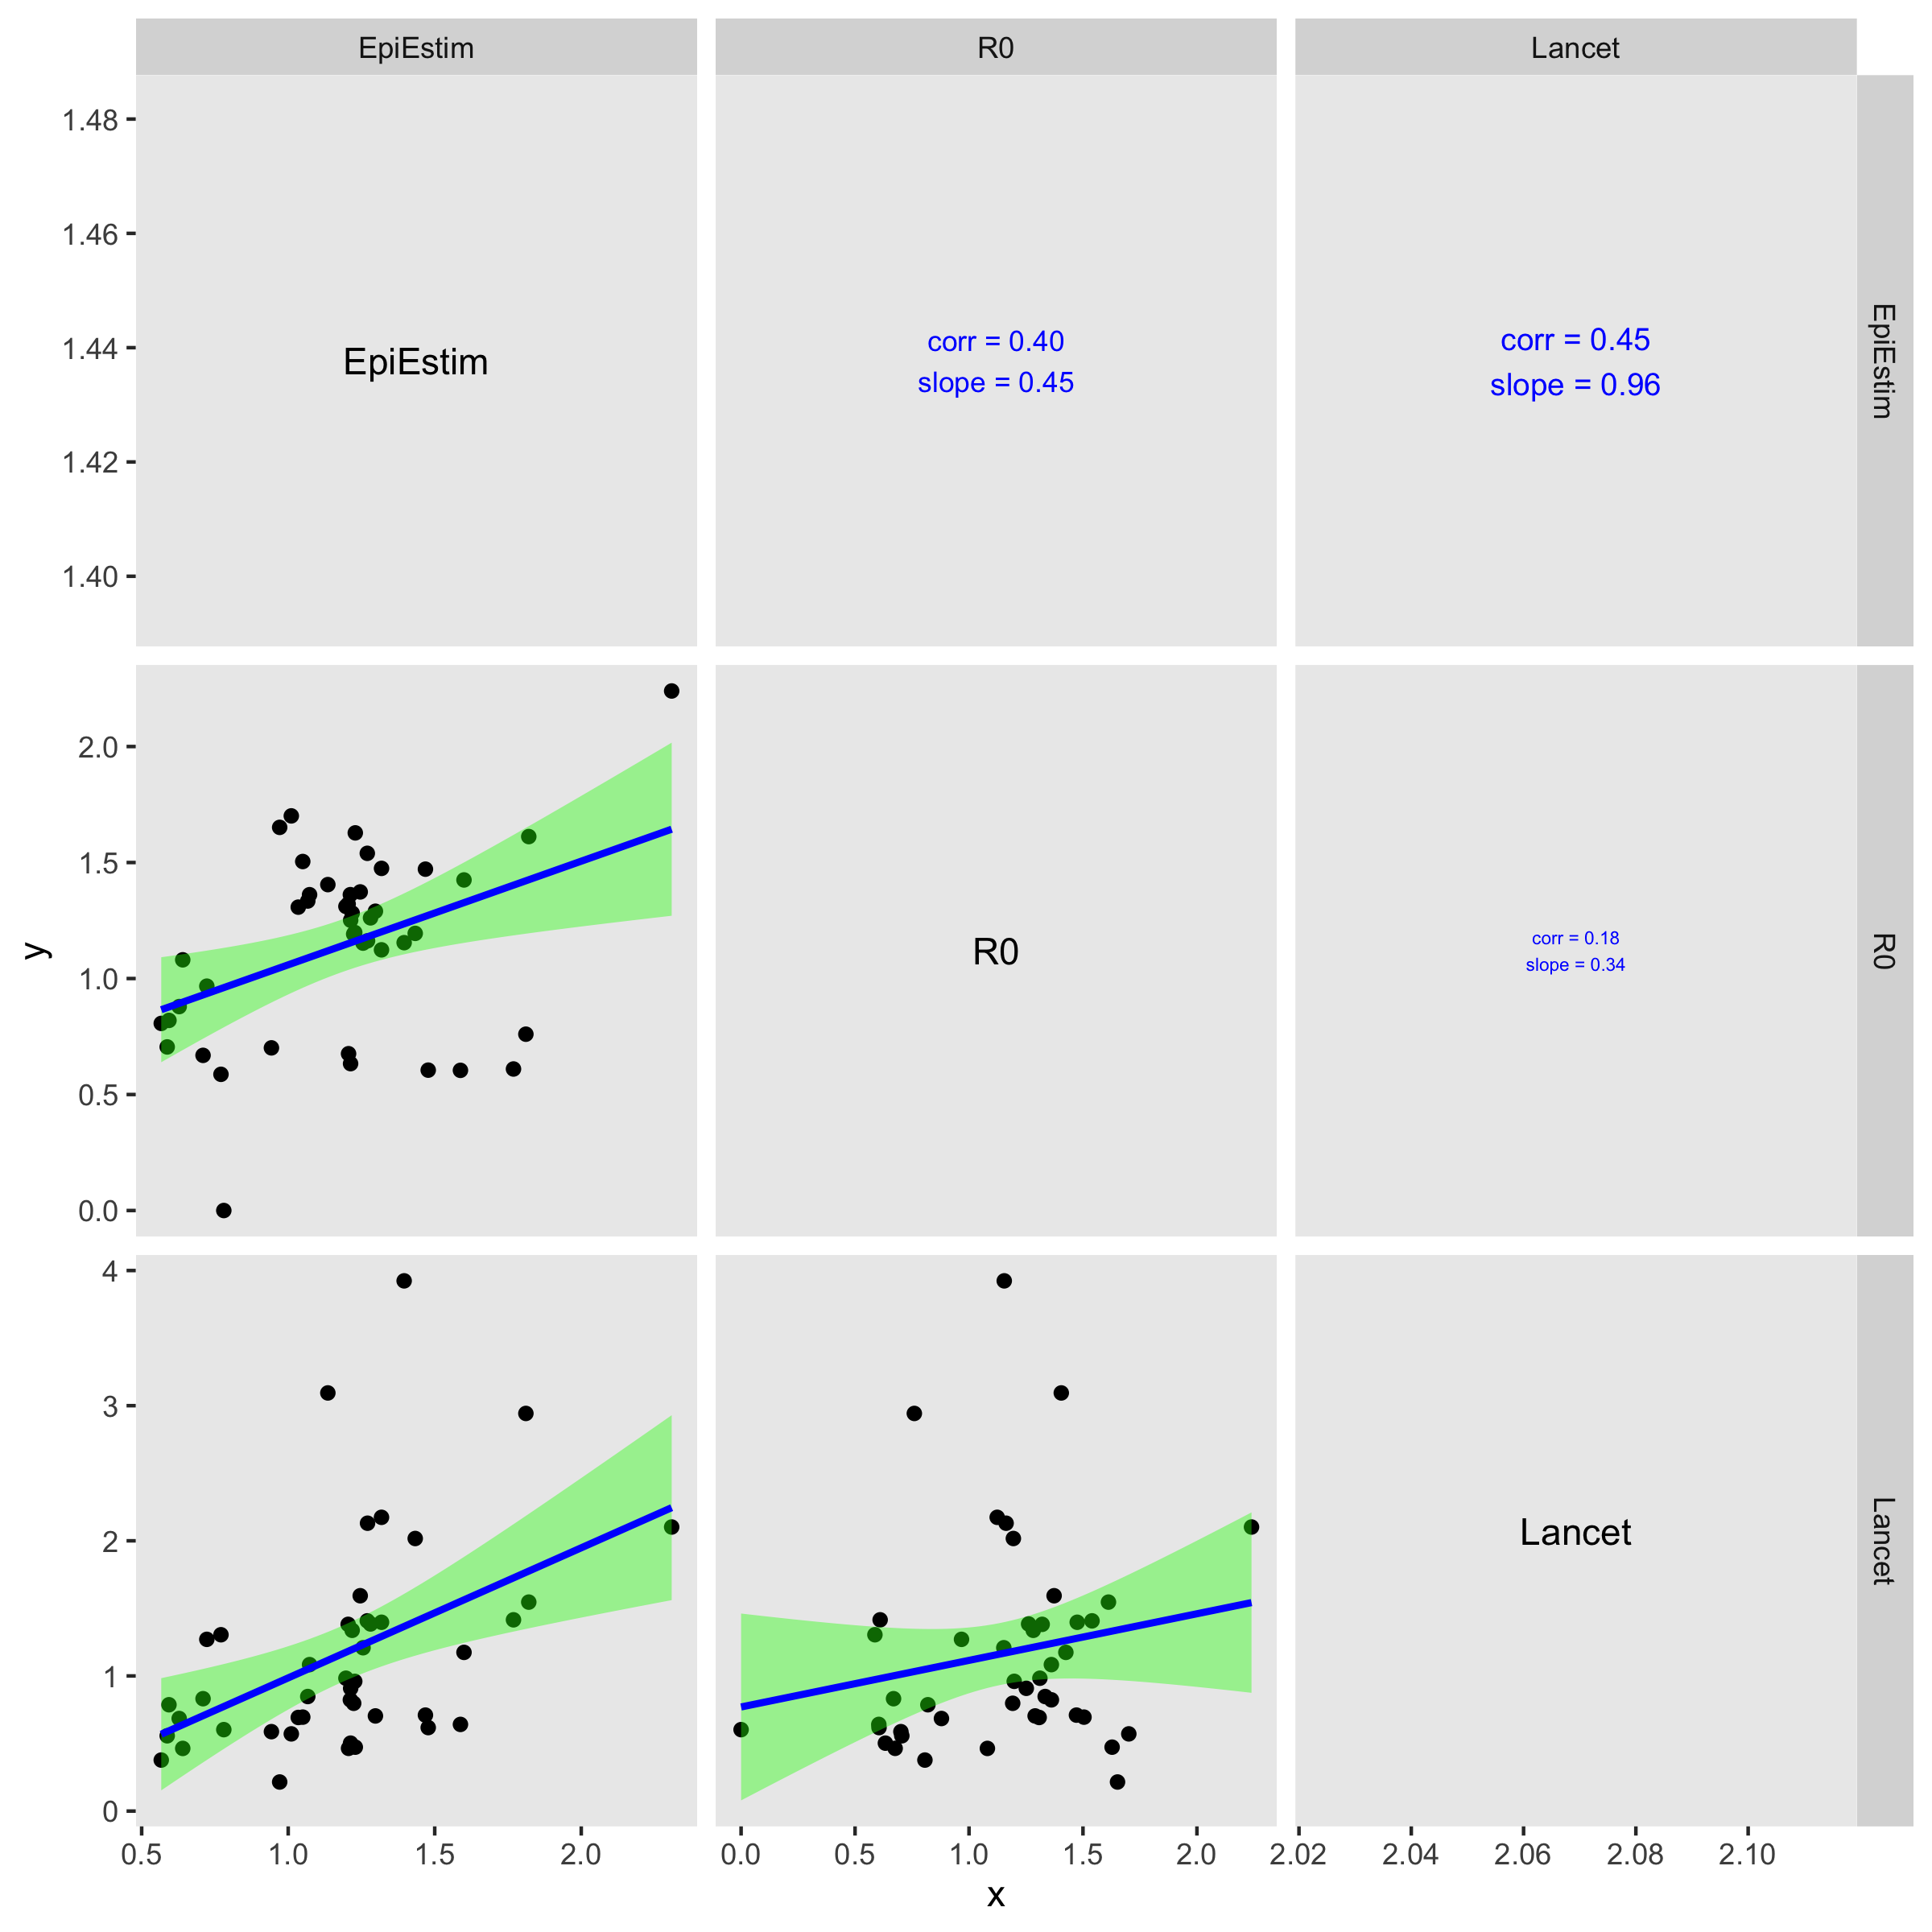 EpiEstim
R0
Lancet
1.48
1.46
1.44
1.42
1.40
EpiEstim
corr = 0.40
slope = 0.45
corr = 0.45
slope = 0.96
EpiEstim
y
2.0
1.5
1.0
0.5
0.0
R0
corr = 0.18
slope = 0.34
R0
4
3
2
1
0
Lancet
Lancet
0.5 1.0 1.5 2.0
0.0 0.5 1.0 1.5 2.0
2.02 2.04 2.06 2.08 2.10
x